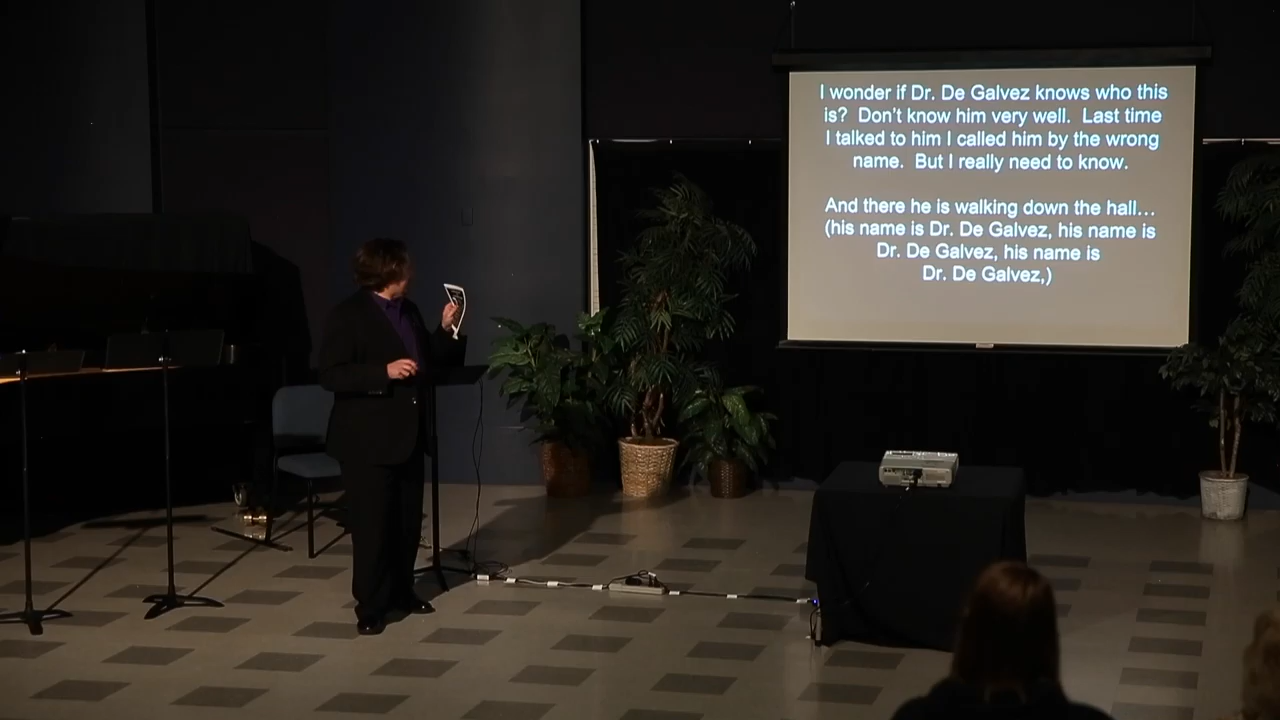 I wonder if Dr. De Galvez knows who this
is?  Don't know him very well.  Last time
I talked to him I called him by the wrong
name.  But I really need to know.
And there he is walking down the hall…
(his name is Dr. De Galvez, his name is
Dr. De Galvez, his name is
Dr. De Galvez,)